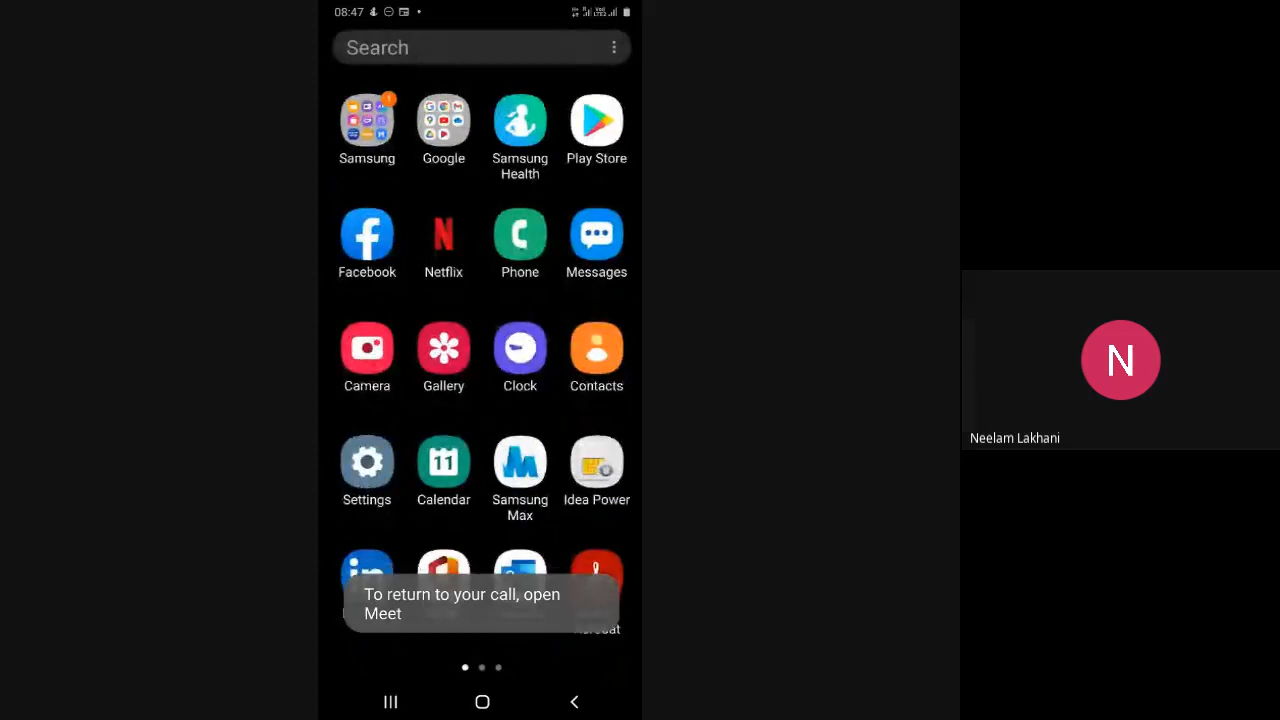 08:47
Search
Samsung
Google
Samsung
Health
Play Store
Facebook
Netflix
Phone
Messages
Camera
Gallery
Clock
Contacts
Settings
11
Calendar
Samsung
Max
Idea Power
in
To return to your call, open
Meet
N
Neelam Lakhani